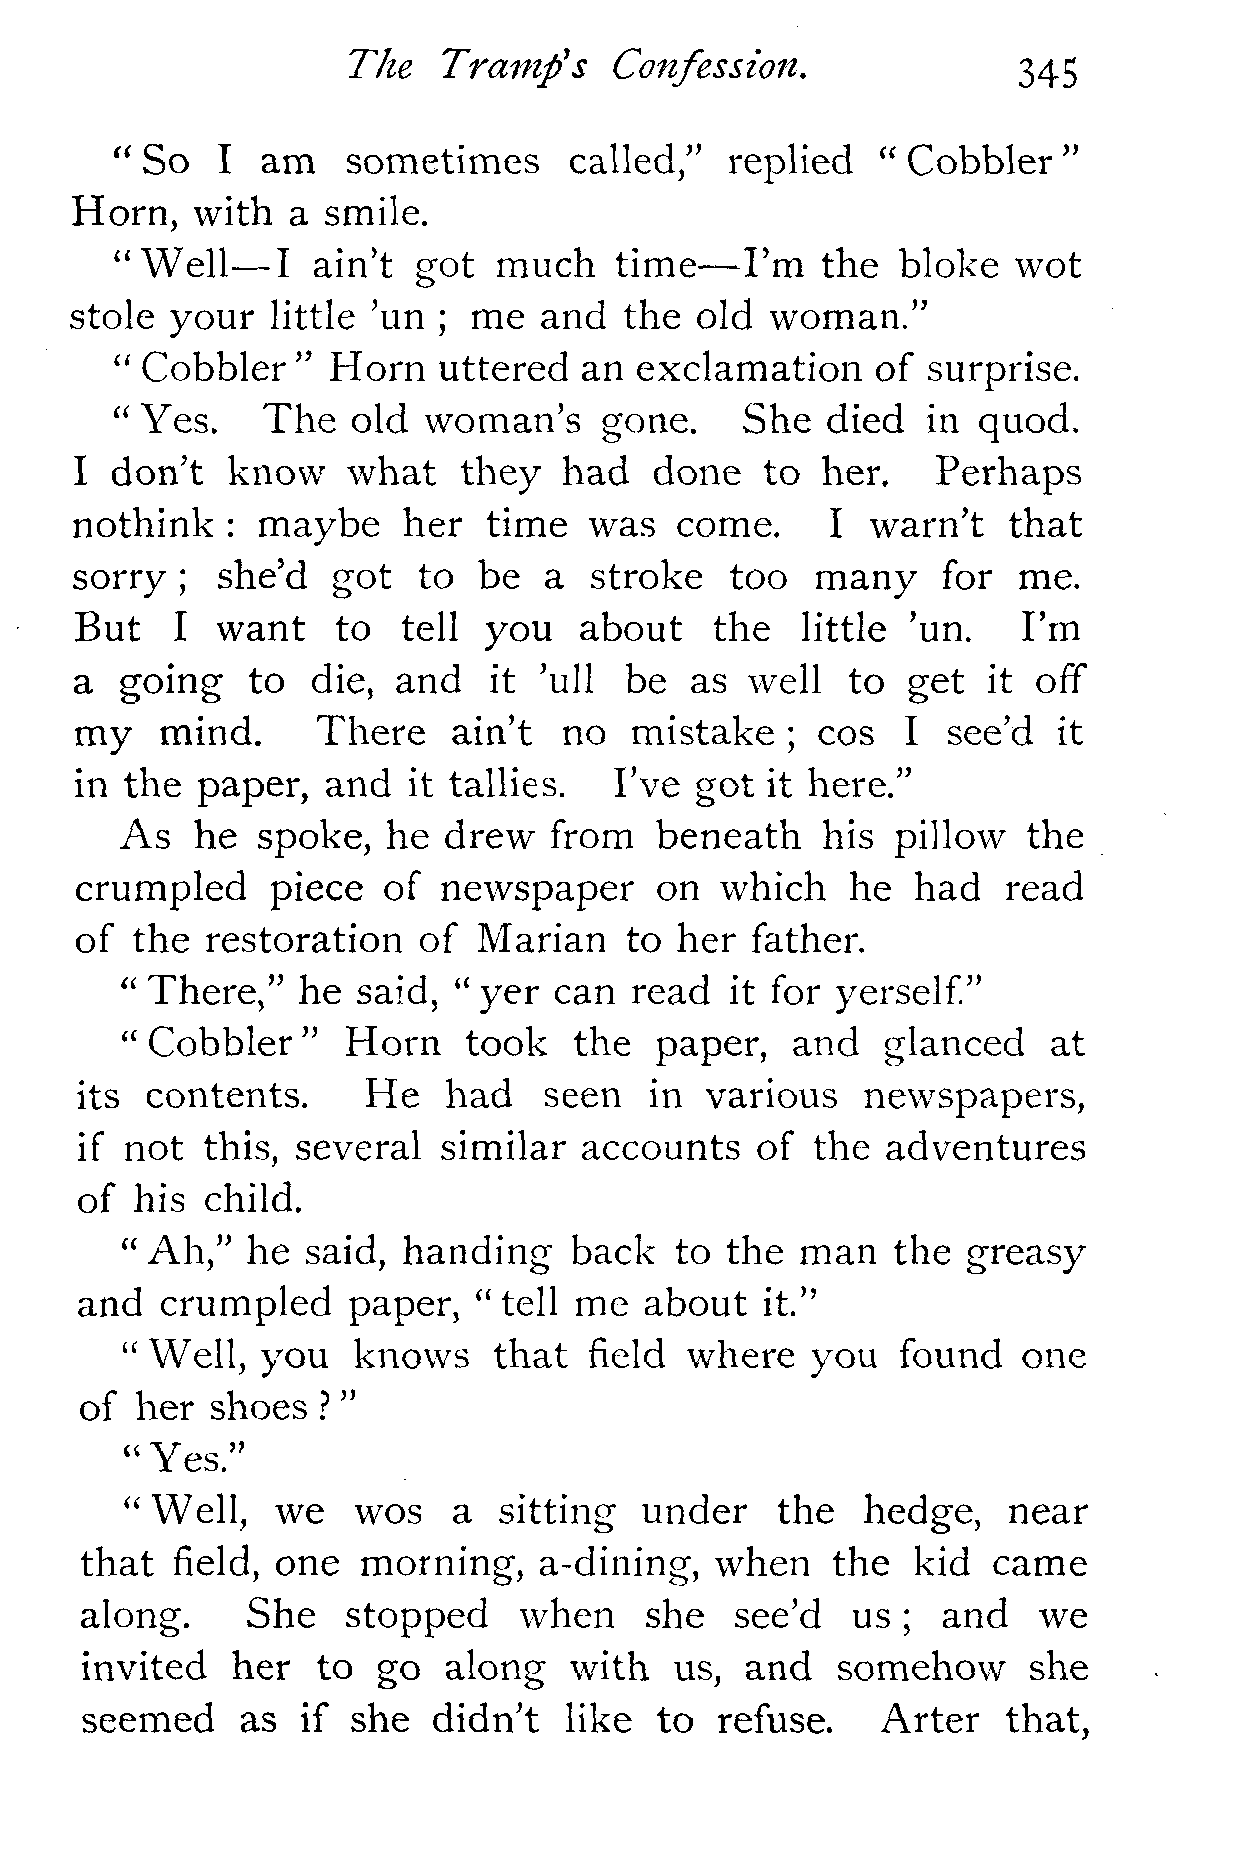 The Tramp's Confession. 345
“ So I am sometimes called,” replied “ Cobbler ”
Horn, with a smile.
“ Well—I ain't got much time—I'm the bloke wot
stole your little 'un ; me and the old woman.”
“ Cobbler ” Horn uttered an exclamation of surprise.
“ Yes. The old woman's gone. She died in quod.
I don't know what they had done to her. Perhaps
nothink : maybe her time was come. I warn't that
sorry ; she'd got to be a stroke too many for me.
But I want to tell you about the little 'un. I'm
a going to die, and it 'ull be as well to get it off
my mind. There ain't no mistake ; cos I see'd it
in the paper, and it tallies. I've got it here.”
As he spoke, he drew from beneath his pillow the
crumpled piece of newspaper on which he had read
of the restoration of Marian to her father.
“ There,” he said, “ yer can read it for yerself.”
“ Cobbler ” Horn took the paper, and glanced at
its contents. He had seen in various newspapers,
if not this, several similar accounts of the adventures
of his child.
“ Ah,” he said, handing back to the man the greasy
and crumpled paper, “ tell me about it.”
“ Well, you knows that field where you found one
of her shoes ? ”
“ Yes.”
“ Well, we wos a sitting under the hedge, near
that field, one morning, a-dining, when the kid came
along. She stopped when she see'd us ; and we
invited her to go along with us, and somehow she
seemed as if she didn't like to refuse. Arter that,